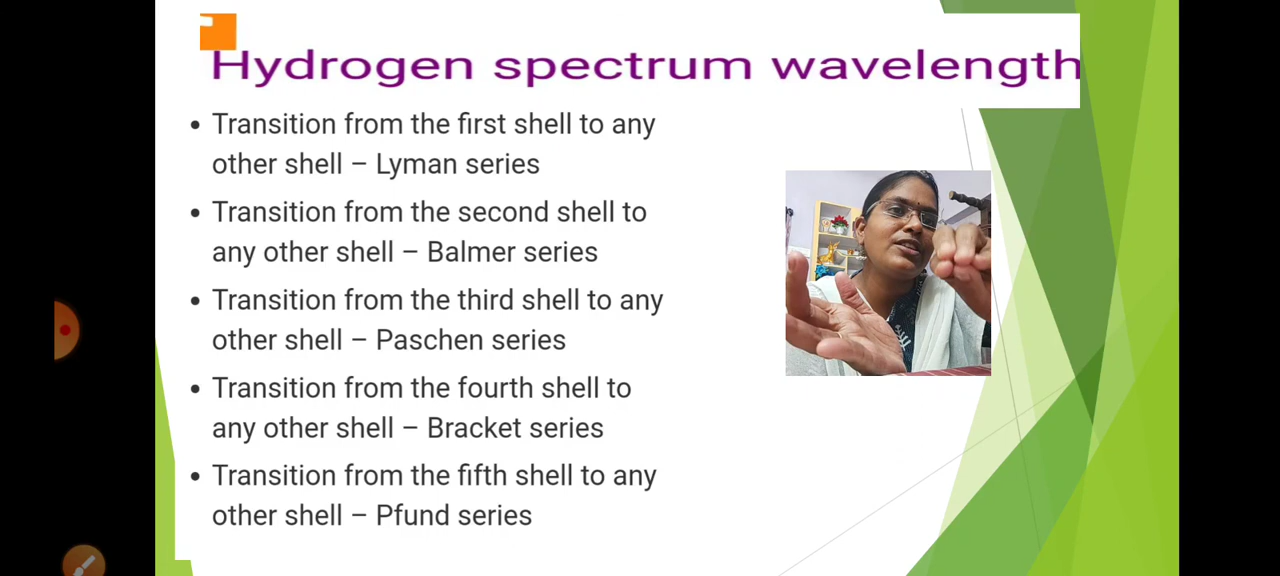 Hydrogen spectrum wavelength
• Transition from the first shell to any
other shell – Lyman series
• Transition from the second shell to
any other shell – Balmer series
• Transition from the third shell to any
other shell – Paschen series
• Transition from the fourth shell to
any other shell – Bracket series
• Transition from the fifth shell to any
other shell – Pfund series